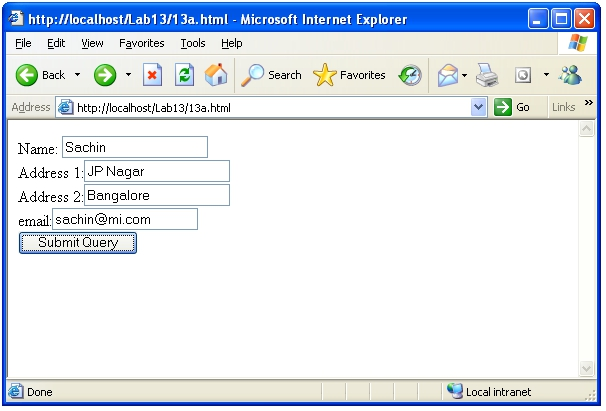 http://localhost/Lab13/13a.html - Microsoft Internet Explorer
File Edit View Favorites Tools Help
Back Search Favorites
Address http://localhost/Lab13/13a.html Go Links »
Name: Sachin
Address 1: JP Nagar
Address 2: Bangalore
email: sachin@mi.com
Submit Query
Done Local intranet